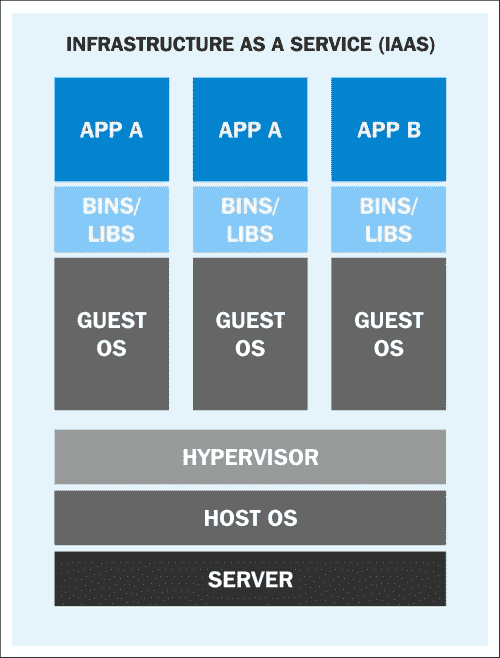 INFRASTRUCTURE AS A SERVICE (IAAS)
APP A
APP A
APP B
BINS/
LIBS
BINS/
LIBS
BINS/
LIBS
GUEST
OS
GUEST
OS
GUEST
OS
HYPERVISOR
HOST OS
SERVER